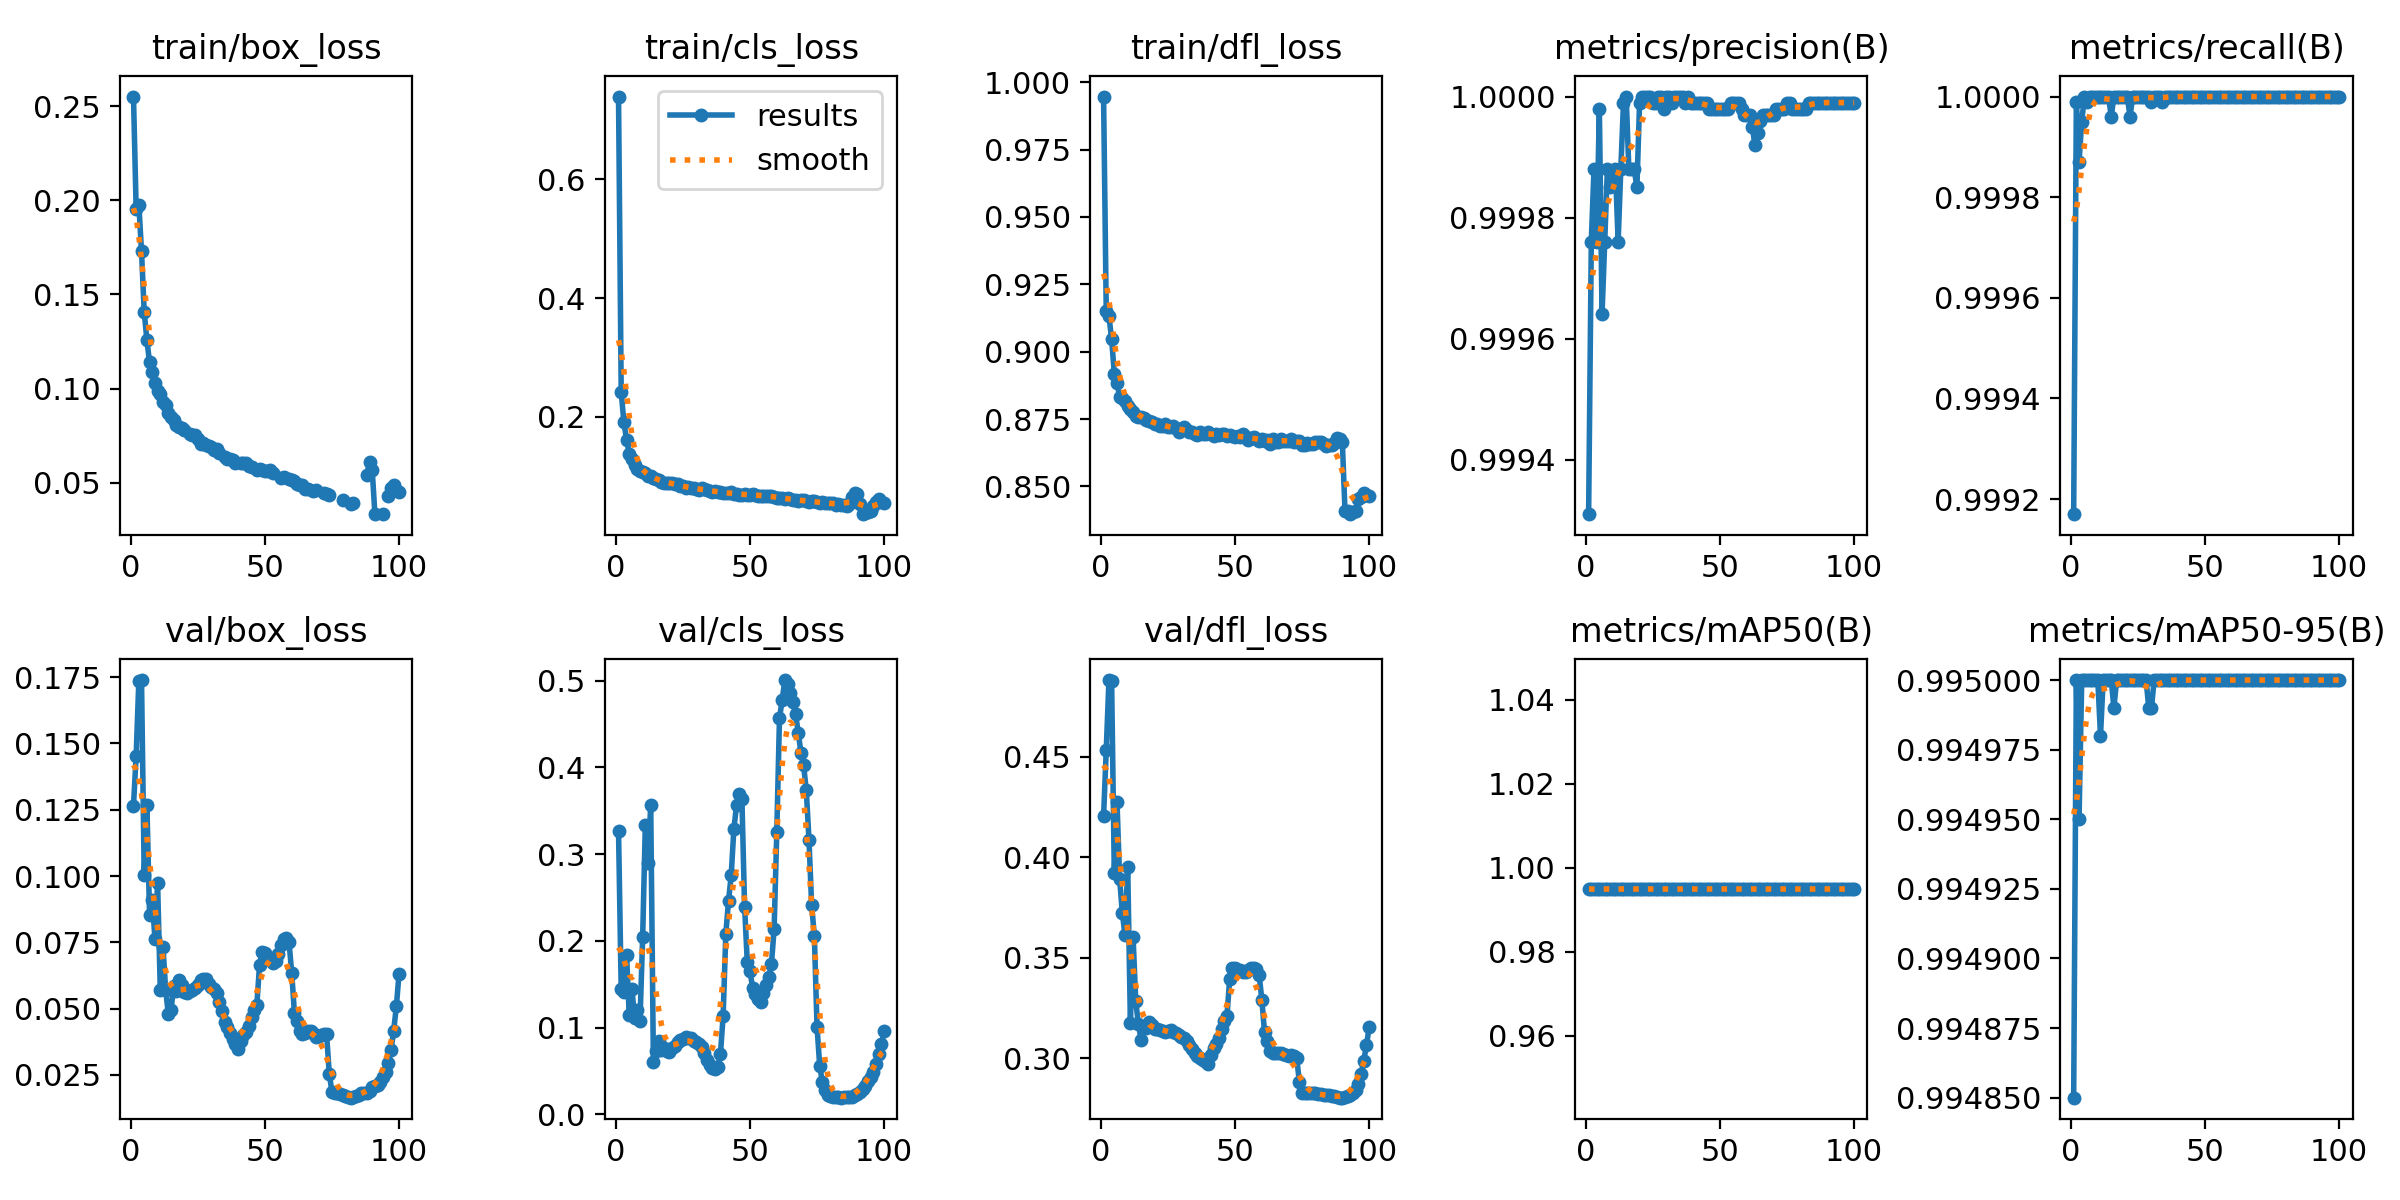 train/box_loss
0.25
0.20
0.15
0.10
0.05
0 50 100
train/cls_loss
results
smooth
0.6
0.4
0.2
0 50 100
train/dfl_loss
1.000
0.975
0.950
0.925
0.900
0.875
0.850
0 50 100
metrics/precision(B)
1.0000
0.9998
0.9996
0.9994
0 50 100
metrics/recall(B)
1.0000
0.9998
0.9996
0.9994
0.9992
0 50 100
val/box_loss
0.175
0.150
0.125
0.100
0.075
0.050
0.025
0 50 100
val/cls_loss
0.5
0.4
0.3
0.2
0.1
0.0
0 50 100
val/dfl_loss
0.45
0.40
0.35
0.30
0 50 100
metrics/mAP50(B)
1.04
1.02
1.00
0.98
0.96
0 50 100
metrics/mAP50-95(B)
0.995000
0.994975
0.994950
0.994925
0.994900
0.994875
0.994850
0 50 100